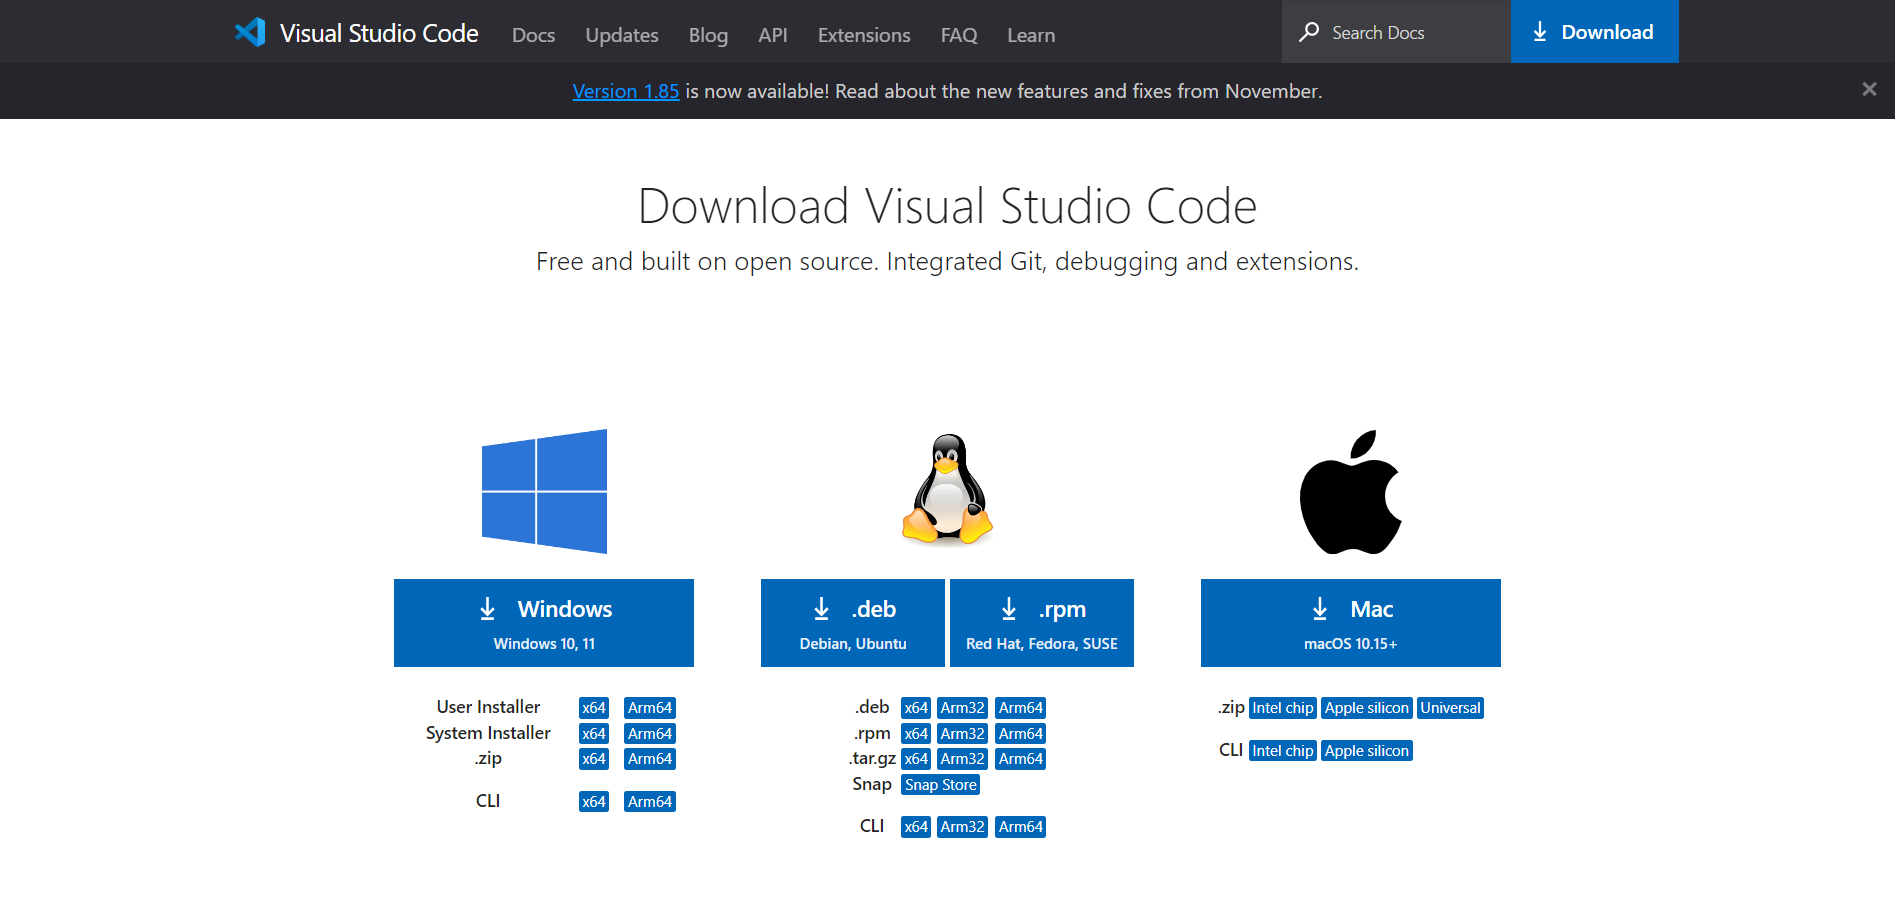 Visual Studio Code Docs Updates Blog API Extensions FAQ Learn Search Docs Download
Version 1.85 is now available! Read about the new features and fixes from November.
Download Visual Studio Code
Free and built on open source. Integrated Git, debugging and extensions.
Windows
Windows 10, 11
User Installer x64 Arm64
System Installer x64 Arm64
.zip x64 Arm64
CLI x64 Arm64
.deb
Debian, Ubuntu
.rpm
Red Hat, Fedora, SUSE
.deb x64 Arm32 Arm64
.rpm x64 Arm32 Arm64
.tar.gz x64 Arm32 Arm64
Snap Snap Store
CLI x64 Arm32 Arm64
Mac
macOS 10.15+
.zip Intel chip Apple silicon Universal
CLI Intel chip Apple silicon